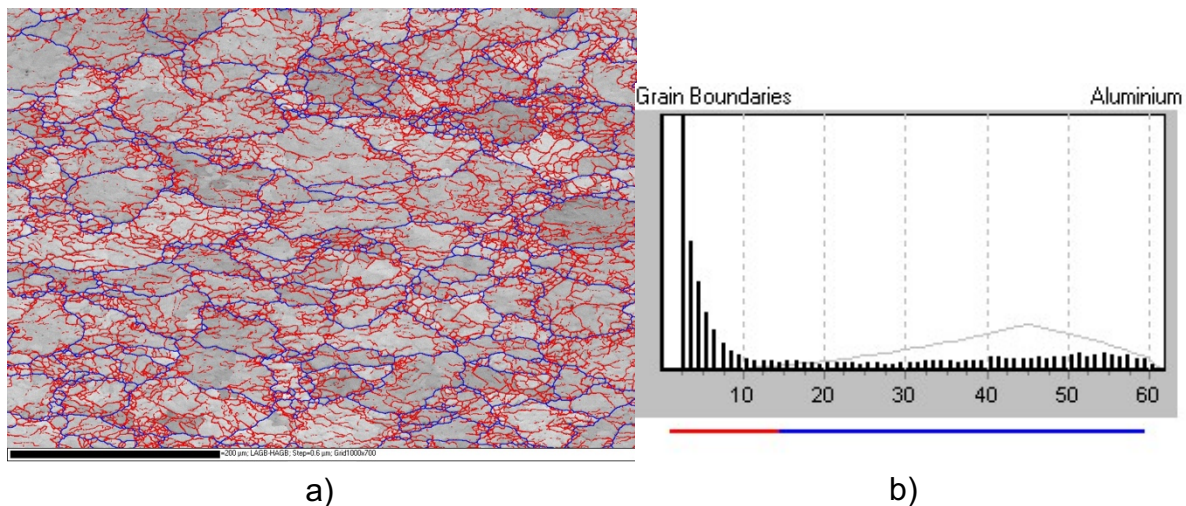 =200 µm; LAGB-HAGB; Step=0.6 µm; Grid1000x700
a)
Grain Boundaries Aluminium
10 20 30 40 50 60
b)